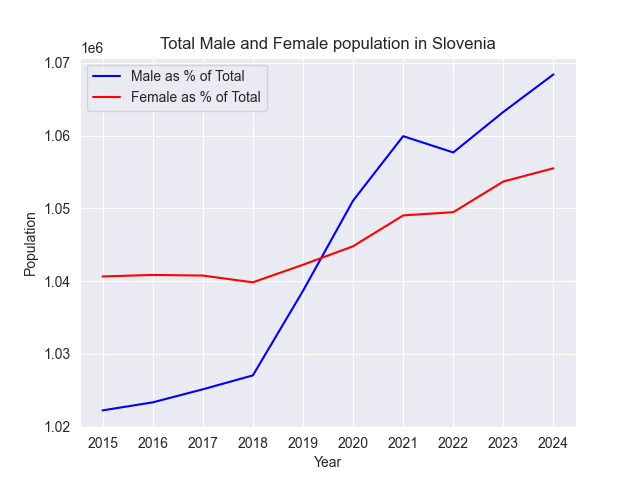 Total Male and Female population in Slovenia
1e6
Male as % of Total
Female as % of Total
1.07
1.06
1.05
1.04
1.03
1.02
Population
2015 2016 2017 2018 2019 2020 2021 2022 2023 2024
Year